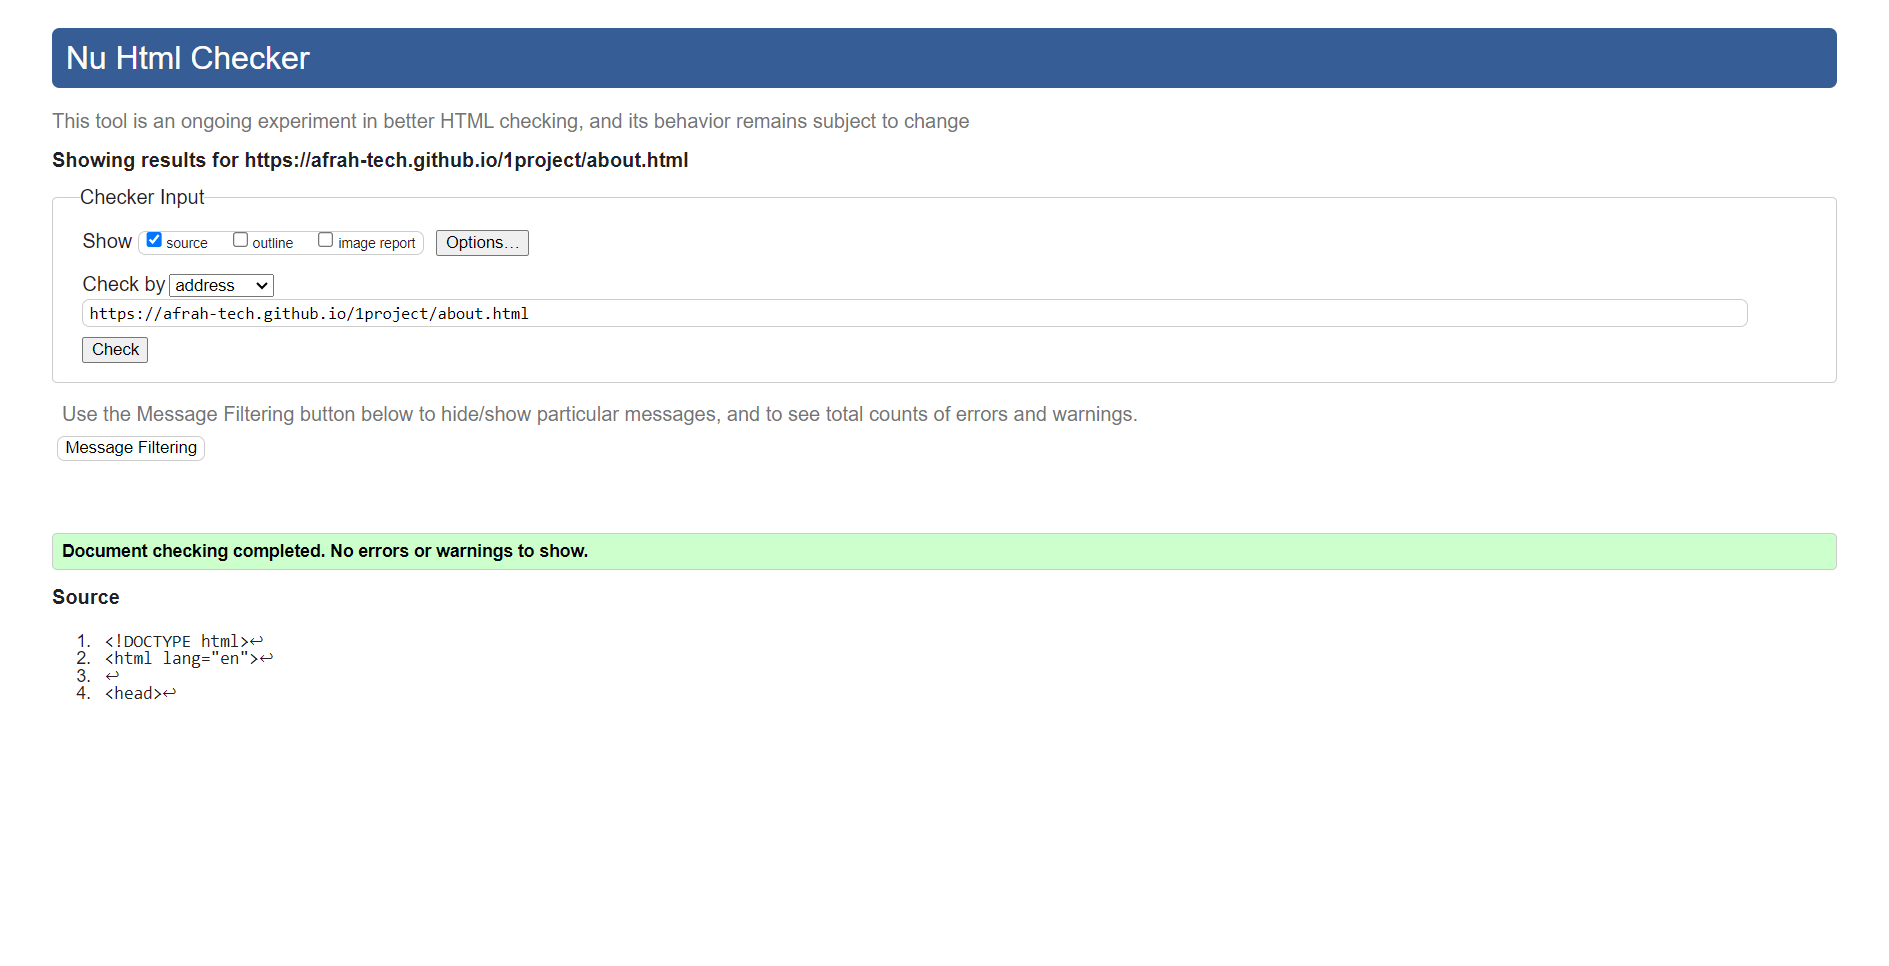 Nu Html Checker
This tool is an ongoing experiment in better HTML checking, and its behavior remains subject to change
Showing results for https://afrah-tech.github.io/1project/about.html
Checker Input
Show source outline image report Options...
Check by address
https://afrah-tech.github.io/1project/about.html
Check
Use the Message Filtering button below to hide/show particular messages, and to see total counts of errors and warnings.
Message Filtering
Document checking completed. No errors or warnings to show.
Source
1. <!DOCTYPE html>↩
2. <html lang="en">↩
3. ↩
4. <head>↩